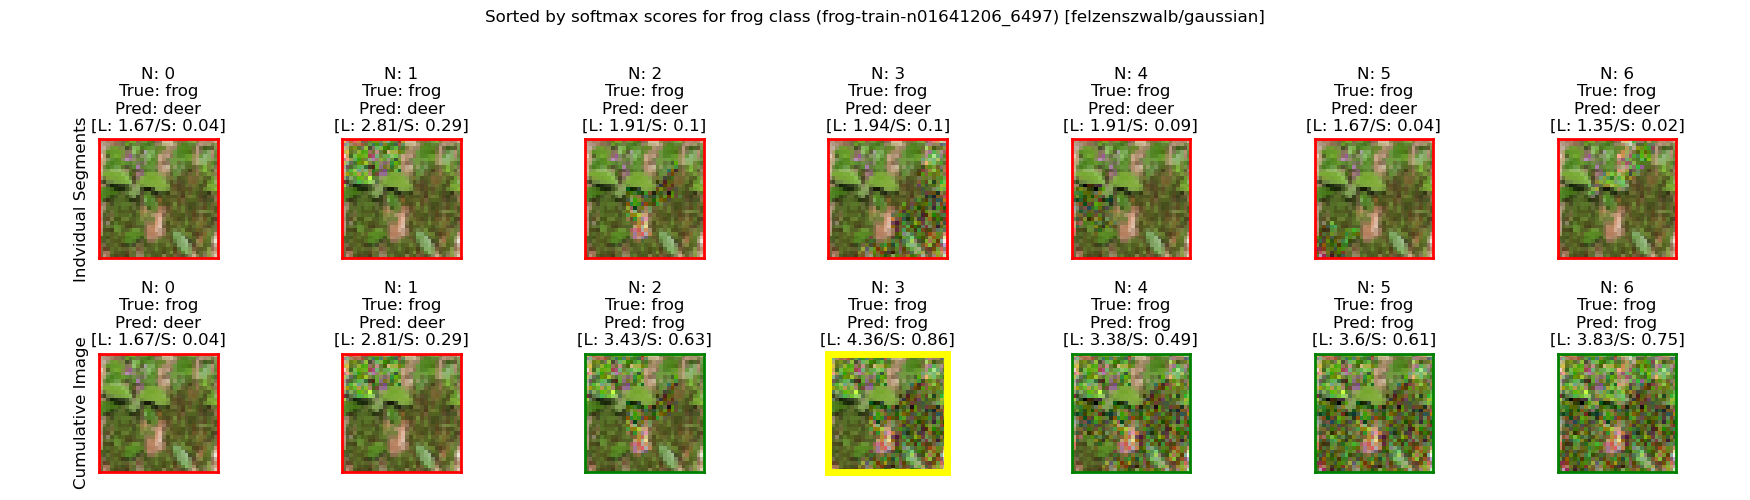 Sorted by softmax scores for frog class (frog-train-n01641206_6497) [felzenszwalb/gaussian]
Indvidual Segments
N: 0
True: frog
Pred: deer
[L: 1.67/S: 0.04]
N: 1
True: frog
Pred: deer
[L: 2.81/S: 0.29]
N: 2
True: frog
Pred: deer
[L: 1.91/S: 0.1]
N: 3
True: frog
Pred: deer
[L: 1.94/S: 0.1]
N: 4
True: frog
Pred: deer
[L: 1.91/S: 0.09]
N: 5
True: frog
Pred: deer
[L: 1.67/S: 0.04]
N: 6
True: frog
Pred: deer
[L: 1.35/S: 0.02]
Cumulative Image
N: 0
True: frog
Pred: deer
[L: 1.67/S: 0.04]
N: 1
True: frog
Pred: deer
[L: 2.81/S: 0.29]
N: 2
True: frog
Pred: frog
[L: 3.43/S: 0.63]
N: 3
True: frog
Pred: frog
[L: 4.36/S: 0.86]
N: 4
True: frog
Pred: frog
[L: 3.38/S: 0.49]
N: 5
True: frog
Pred: frog
[L: 3.6/S: 0.61]
N: 6
True: frog
Pred: frog
[L: 3.83/S: 0.75]